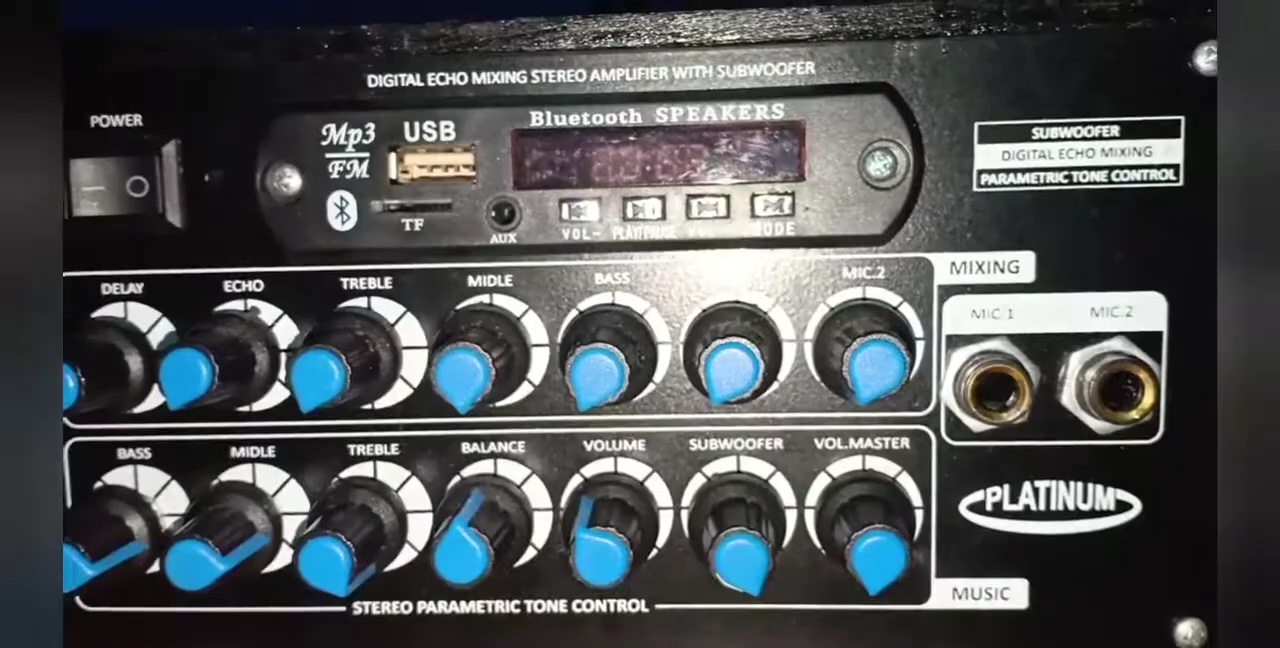 DIGITAL ECHO MIXING STEREO AMPLIFIER WITH SUBWOOFER
POWER
Mp3
FM
USB
Bluetooth SPEAKERS
TF
AUX
VOL-
PLAY/PAUSE
MODE
SUBWOOFER
DIGITAL ECHO MIXING
PARAMETRIC TONE CONTROL
DELAY
ECHO
TREBLE
MIDLE
BASS
MIC.2
MIXING
MIC.1
MIC.2
BASS
MIDLE
TREBLE
BALANCE
VOLUME
SUBWOOFER
VOL.MASTER
PLATINUM
STEREO PARAMETRIC TONE CONTROL
MUSIC